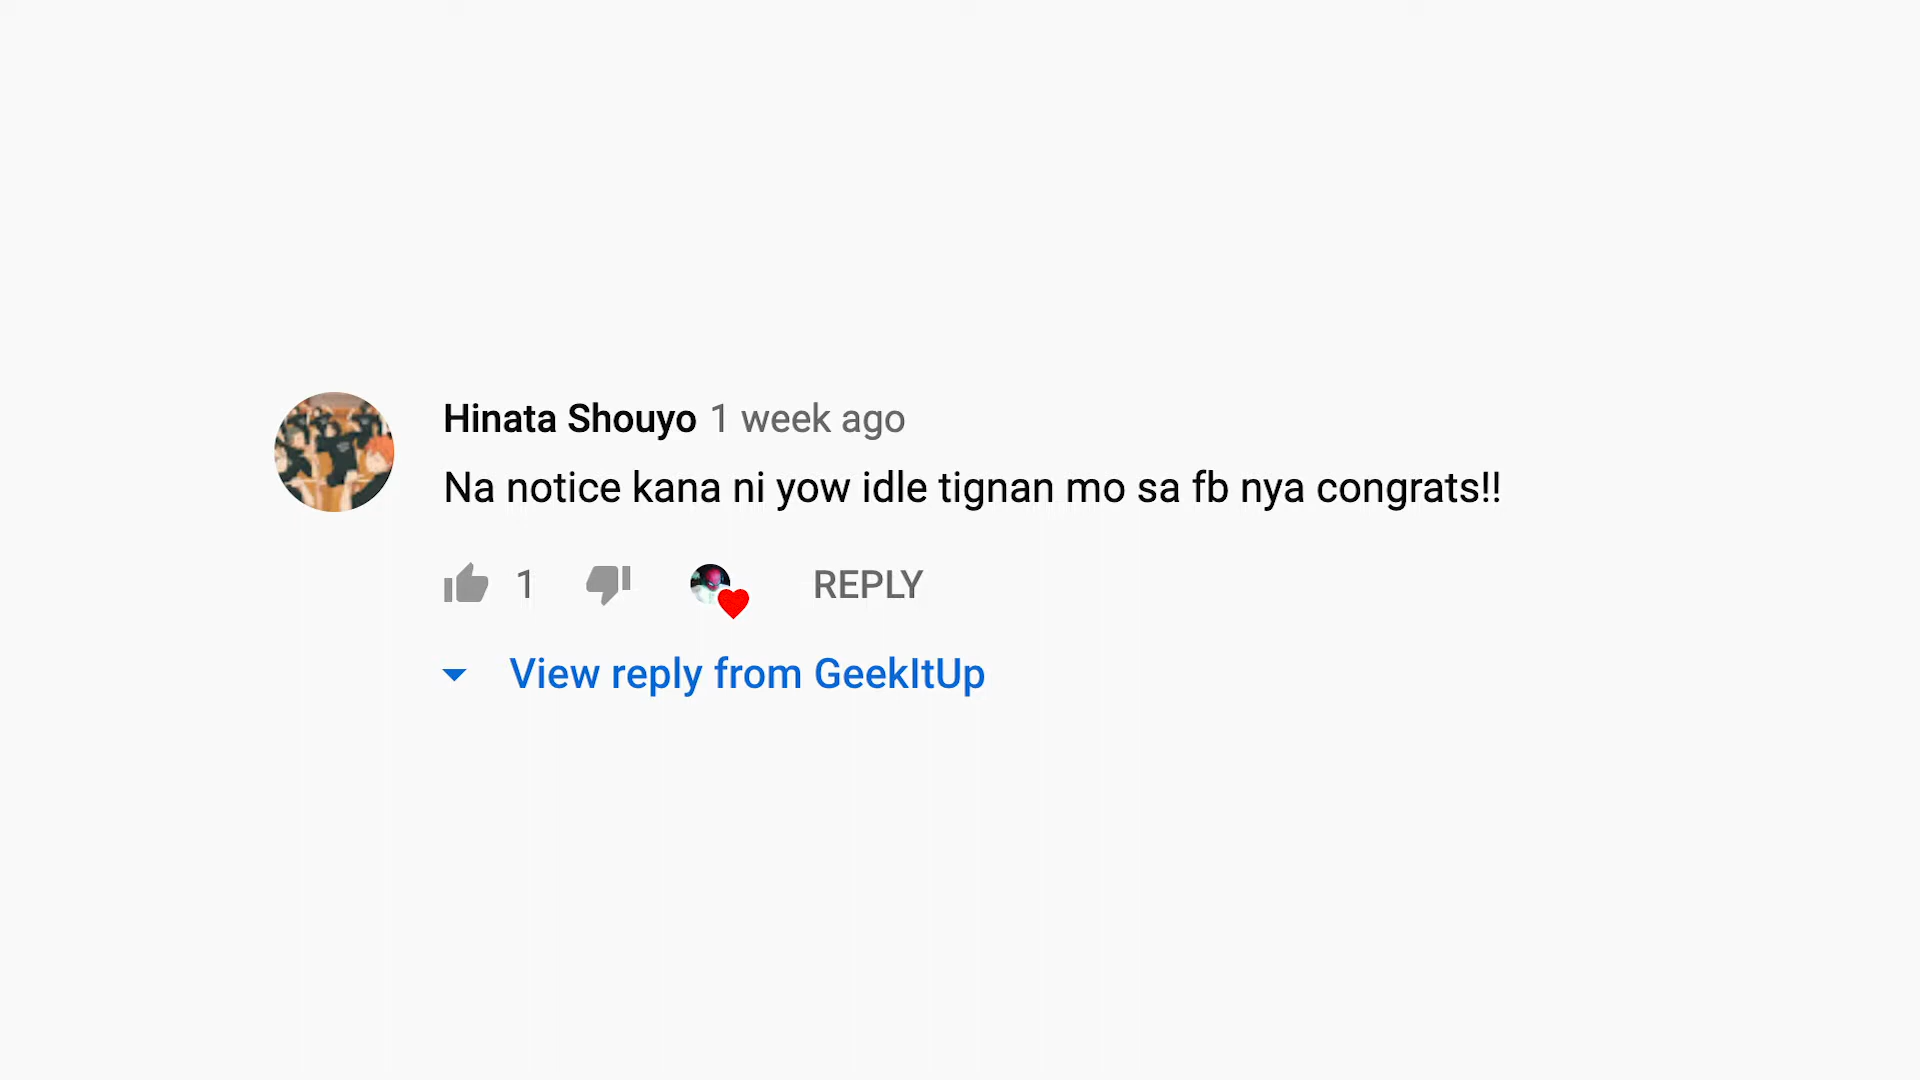 Hinata Shouyo 1 week ago
Na notice kana ni yow idle tignan mo sa fb nya congrats!!
1 REPLY
View reply from GeekItUp